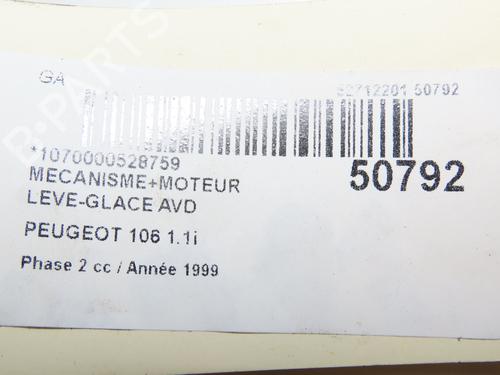 GA
52712201 50792
*1070000528759
MECANISME+MOTEUR
LEVE-GLACE AVD
50792
PEUGEOT 106 1.1i
Phase 2 cc / Année 1999
B-PARTS